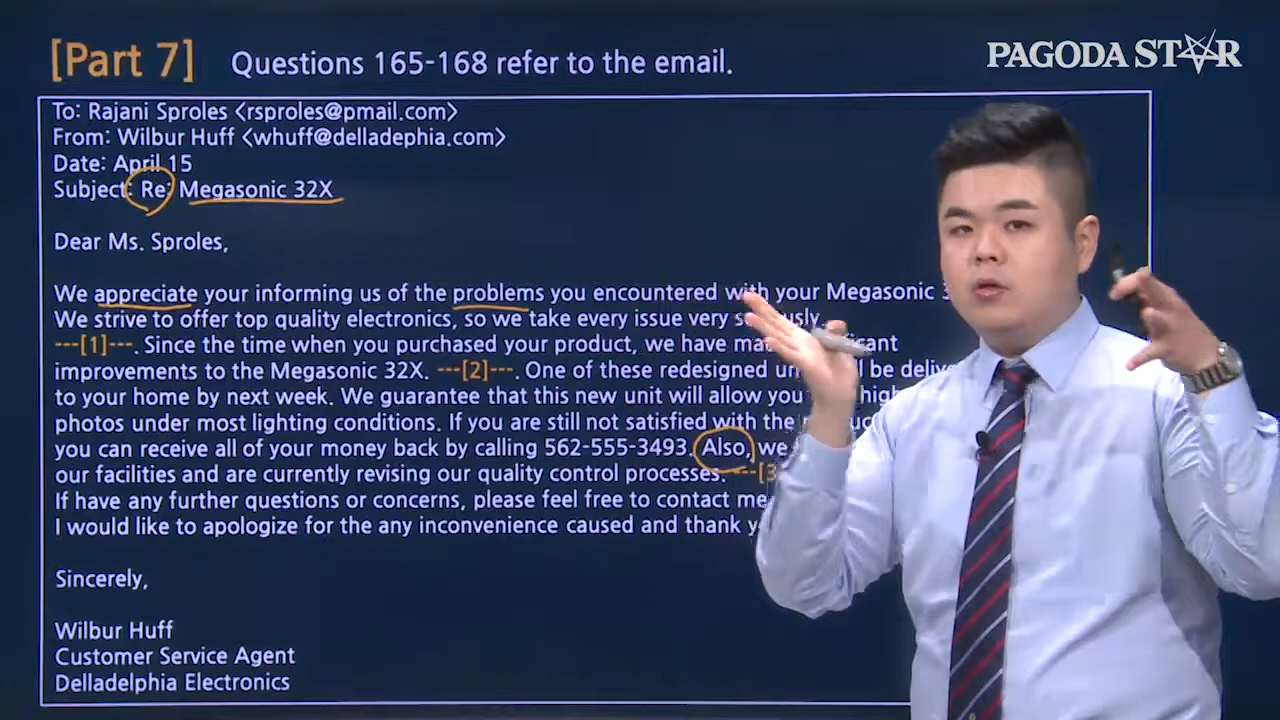 [Part 7] Questions 165-168 refer to the email.
PAGODA STAR
To: Rajani Sproles <rsproles@pmail.com>
From: Wilbur Huff <whuff@delladephia.com>
Date: April 15
Subject: Re: Megasonic 32X
Dear Ms. Sproles,
We appreciate your informing us of the problems you encountered with your Megasonic
We strive to offer top quality electronics, so we take every issue very
---[1]---. Since the time when you purchased your product, we have
improvements to the Megasonic 32X. ---[2]---. One of these redesigned be
to your home by next week. We guarantee that this new unit will allow you
photos under most lighting conditions. If you are still not satisfied with the
you can receive all of your money back by calling 562-555-3493. Also, we
our facilities and are currently revising our quality control processes. ---[3
If have any further questions or concerns, please feel free to contact me
I would like to apologize for the any inconvenience caused and thank
Sincerely,
Wilbur Huff
Customer Service Agent
Delladelphia Electronics